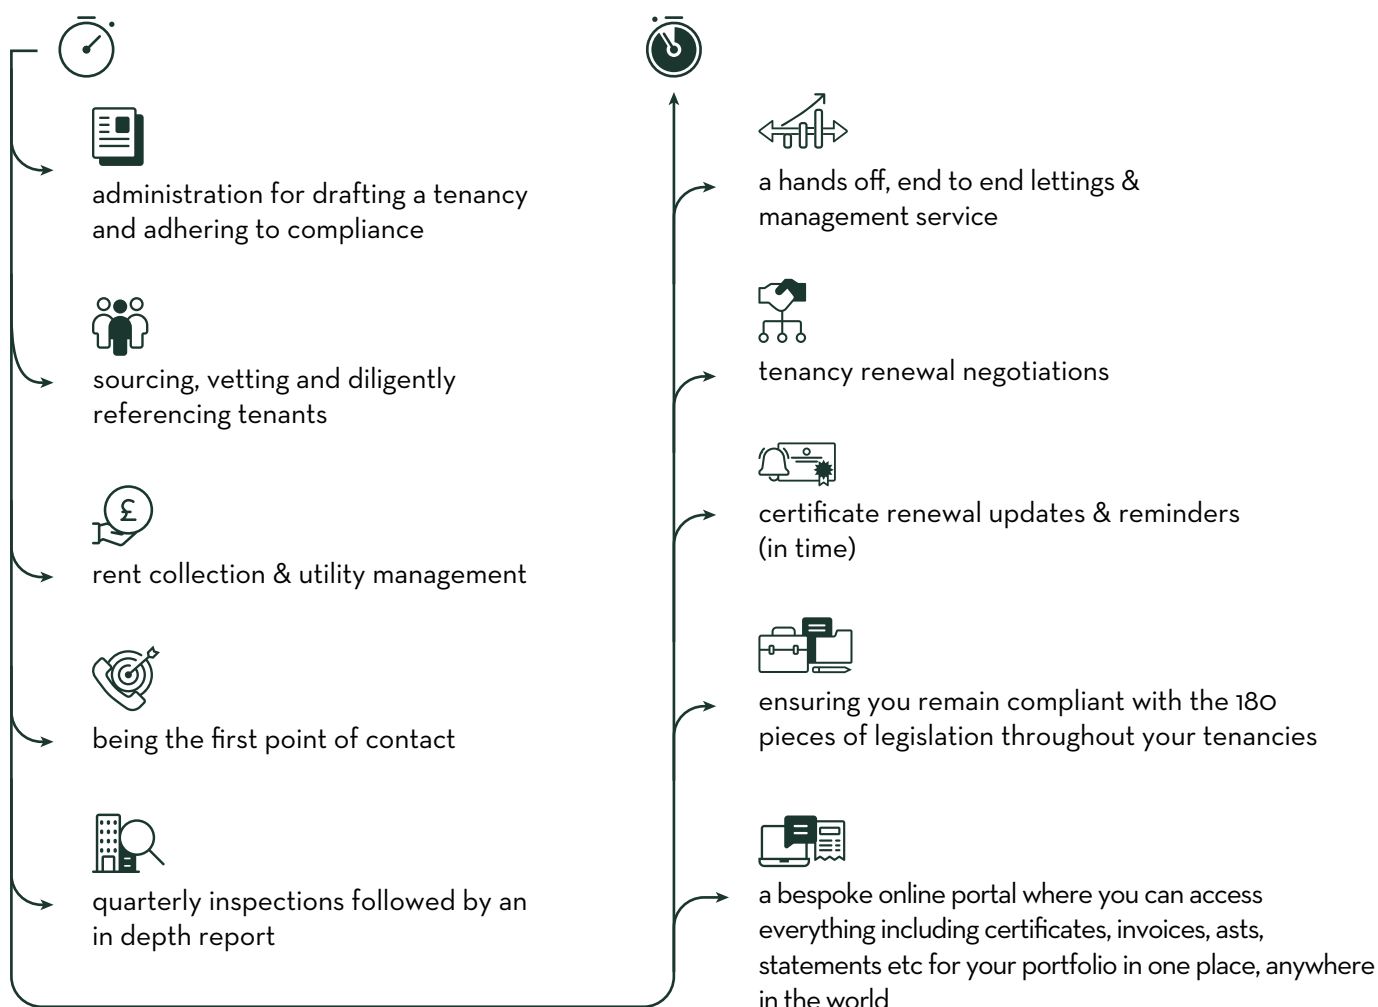 administration for drafting a tenancy
and adhering to compliance
sourcing, vetting and diligently
referencing tenants
£
rent collection & utility management
being the first point of contact
quarterly inspections followed by an
in depth report
a hands off, end to end lettings &
management service
tenancy renewal negotiations
certificate renewal updates & reminders
(in time)
ensuring you remain compliant with the 180
pieces of legislation throughout your tenancies
a bespoke online portal where you can access
everything including certificates, invoices, asts,
statements etc for your portfolio in one place, anywhere
in the world